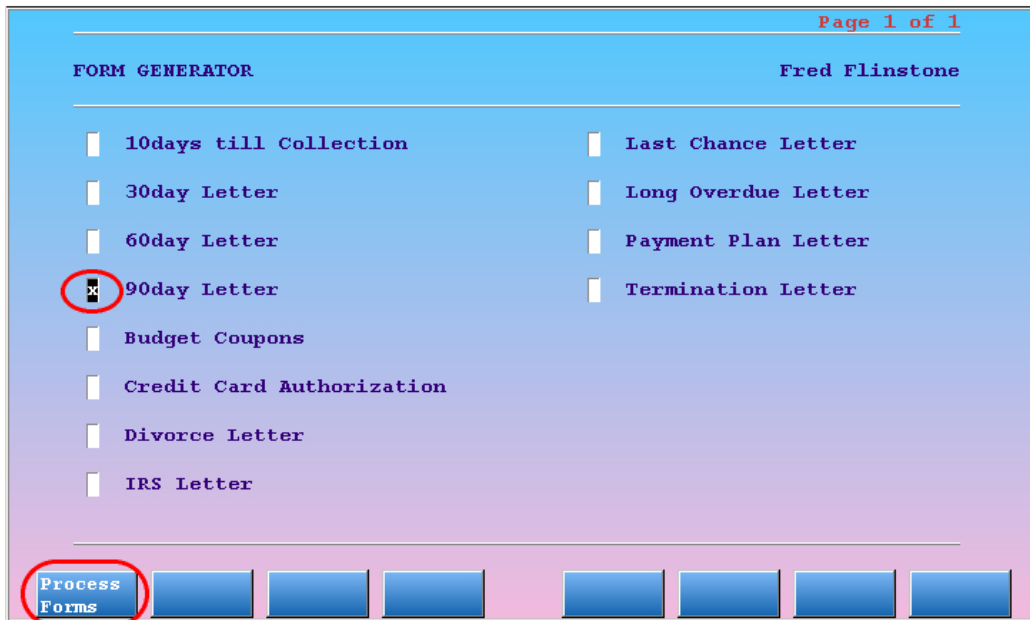 Page 1 of 1
FORM GENERATOR
Fred Flinstone
10days till Collection
30day Letter
60day Letter
x 90day Letter
Budget Coupons
Credit Card Authorization
Divorce Letter
IRS Letter
Last Chance Letter
Long Overdue Letter
Payment Plan Letter
Termination Letter
Process
Forms